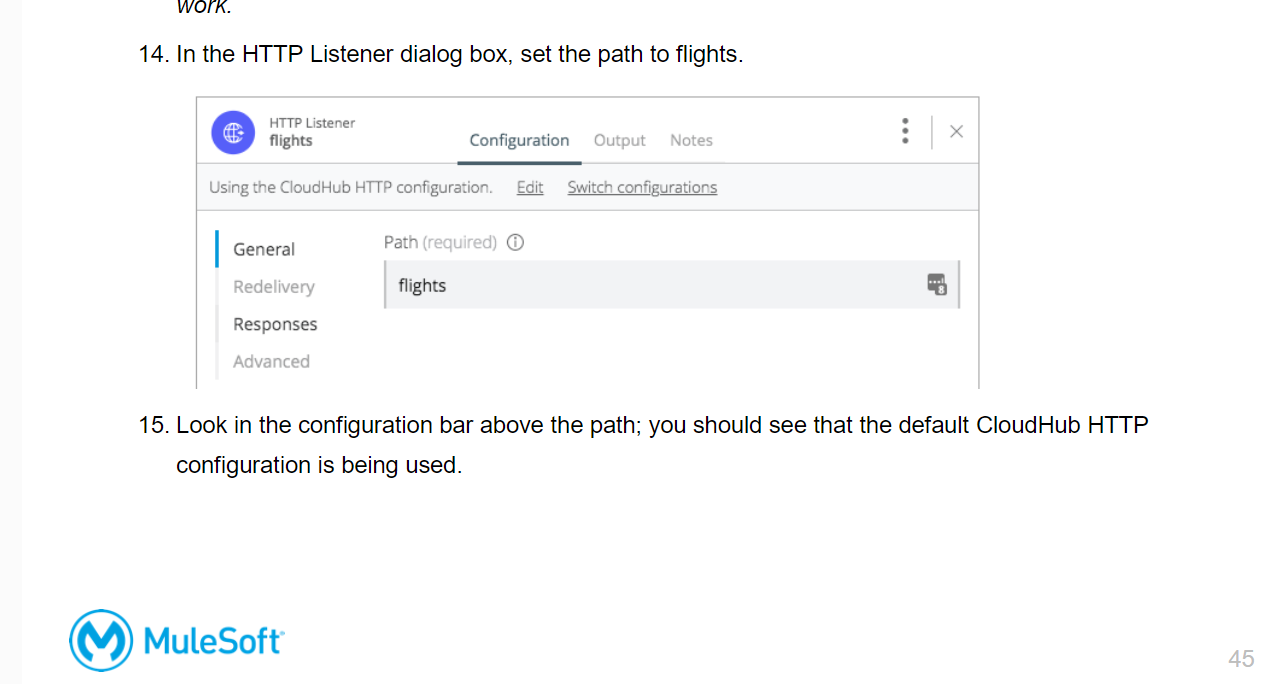 work.
14. In the HTTP Listener dialog box, set the path to flights.
HTTP Listener
flights
Configuration Output Notes
Using the CloudHub HTTP configuration. Edit Switch configurations
General
Redelivery
Responses
Advanced
Path (required)
flights
8
15. Look in the configuration bar above the path; you should see that the default CloudHub HTTP
configuration is being used.
MuleSoft
45